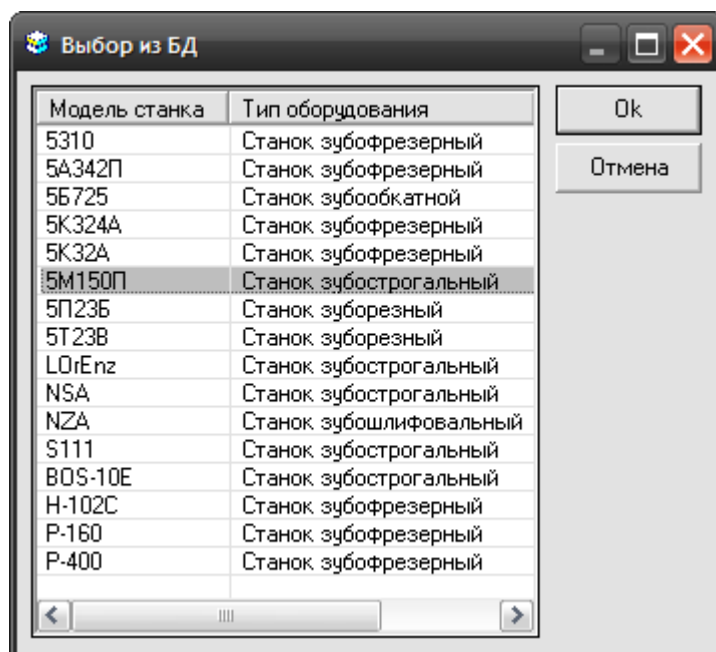 Выбор из БД
Модель станка Тип оборудования
Ok
5310 Станок зубофрезерный
5А342П Станок зубофрезерный
Отмена
5Б725 Станок зубообкатной
5К324А Станок зубофрезерный
5К32А Станок зубофрезерный
5М150П Станок зубострогальный
5П23Б Станок зуборезный
5Т23В Станок зуборезный
LOrEnz Станок зубострогальный
NSA Станок зубострогальный
NZA Станок зубошлифовальный
S111 Станок зубострогальный
BOS-10E Станок зубострогальный
Н-102С Станок зубофрезерный
Р-160 Станок зубофрезерный
Р-400 Станок зубофрезерный